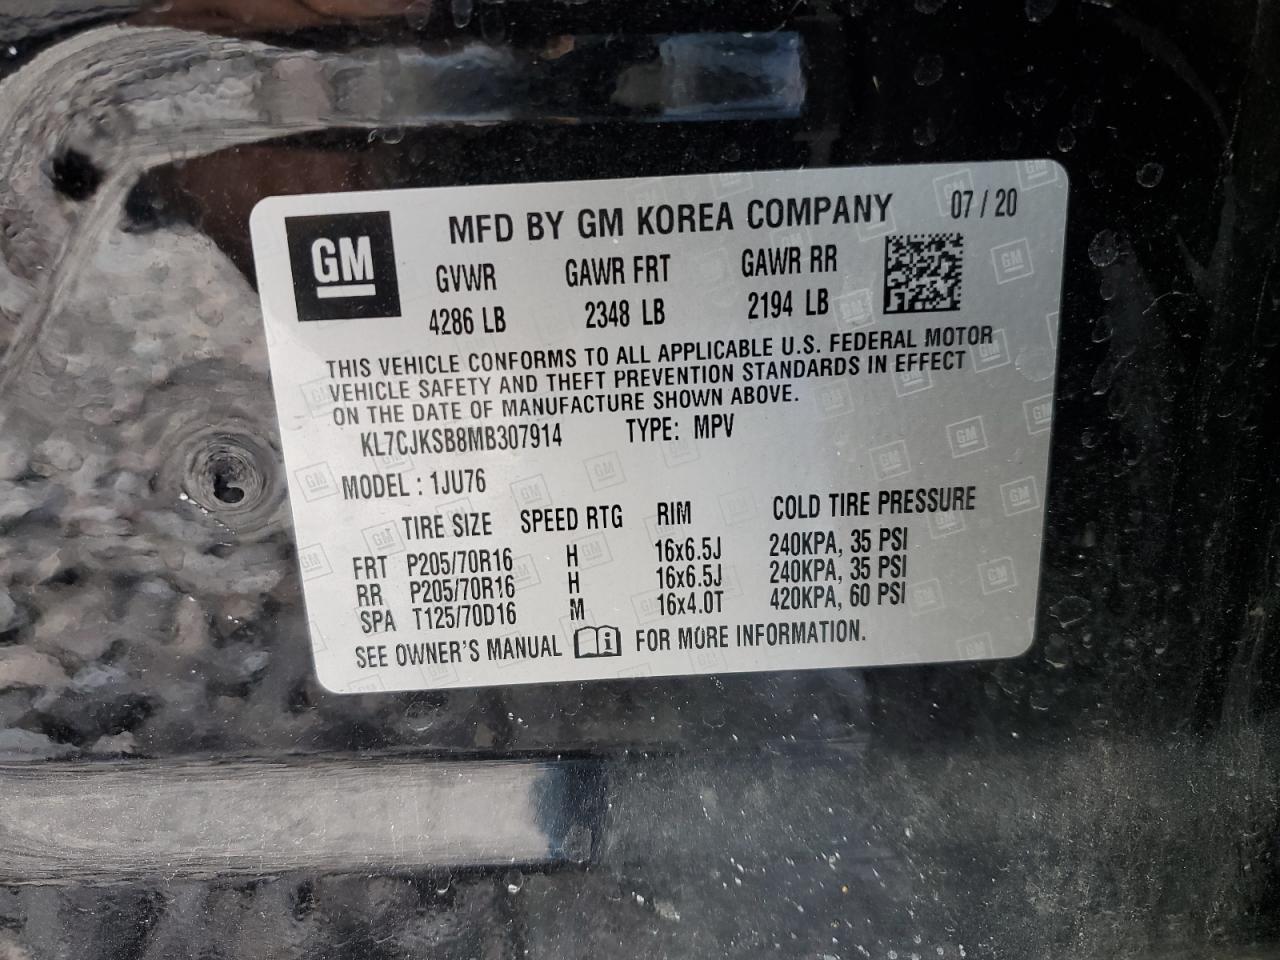 GM
MFD BY GM KOREA COMPANY 07 / 20
GVWR GAWR FRT GAWR RR
4286 LB 2348 LB 2194 LB
THIS VEHICLE CONFORMS TO ALL APPLICABLE U.S. FEDERAL MOTOR
VEHICLE SAFETY AND THEFT PREVENTION STANDARDS IN EFFECT
ON THE DATE OF MANUFACTURE SHOWN ABOVE.
KL7CJKSB8MB307914 TYPE: MPV
MODEL : 1JU76
TIRE SIZE SPEED RTG RIM COLD TIRE PRESSURE
FRT P205/70R16 H 16x6.5J 240KPA, 35 PSI
RR P205/70R16 H 16x6.5J 240KPA, 35 PSI
SPA T125/70D16 M 16x4.0T 420KPA, 60 PSI
SEE OWNER'S MANUAL FOR MORE INFORMATION.